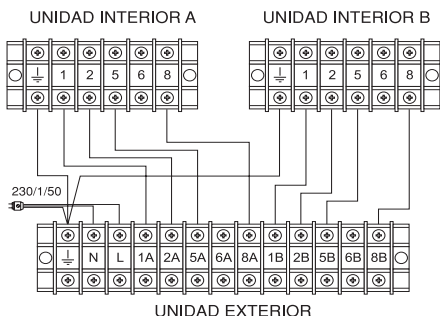 UNIDAD INTERIOR A
UNIDAD INTERIOR B
1 2 5 6 8
1 2 5 6 8
230/1/50
N L 1A 2A 5A 6A 8A 1B 2B 5B 6B 8B
UNIDAD EXTERIOR